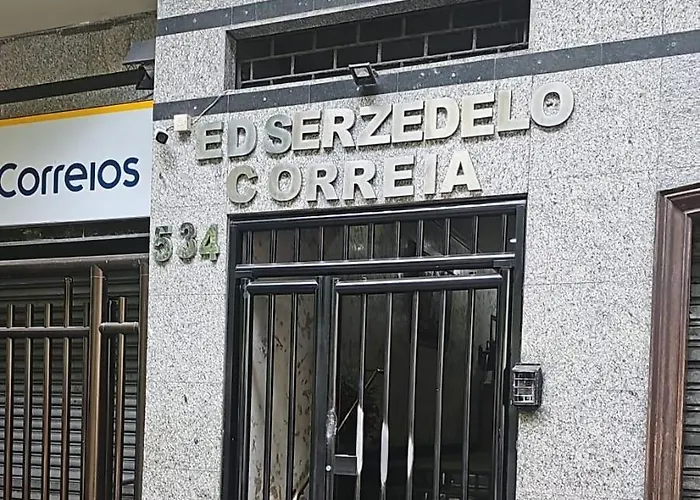 Correios
ED SERZEDELO
CORREIA
534